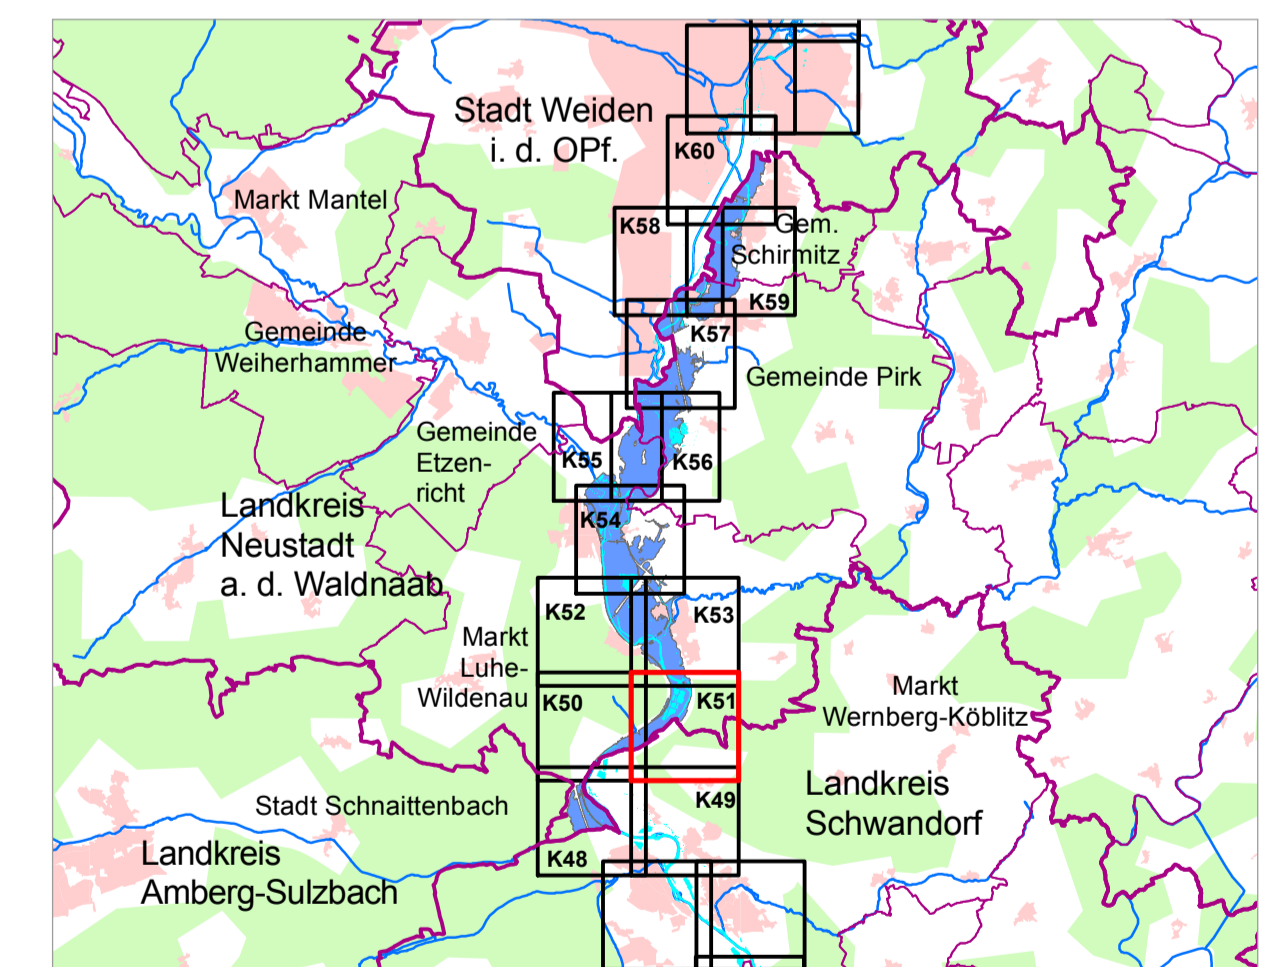 Stadt Weiden
i. d. OPf.
K60
Markt Mantel
K58
Gem.
Schirmitz
K59
Gemeinde
Weiherhammer
K57
Gemeinde Pirk
Gemeinde
Etzen-
richt
K55
K56
Landkreis
Neustadt
a. d. Waldnaab
K54
K52
K53
Markt
Luhe-
Wildenau
K50
K51
Markt
Wernberg-Köblitz
Landkreis
Schwandorf
K49
Stadt Schnaittenbach
Landkreis
Amberg-Sulzbach
K48